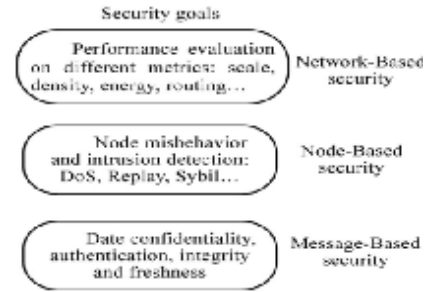 Security goals
Performance evaluation
on different metrics: scale,
density, energy, routing...
Network-Based
security
Node misbehavior
and intrusion detection:
DoS, Replay, Sybil...
Node-Based
security
Date confidentiality,
authentication, integrity
and freshness
Message-Based
security